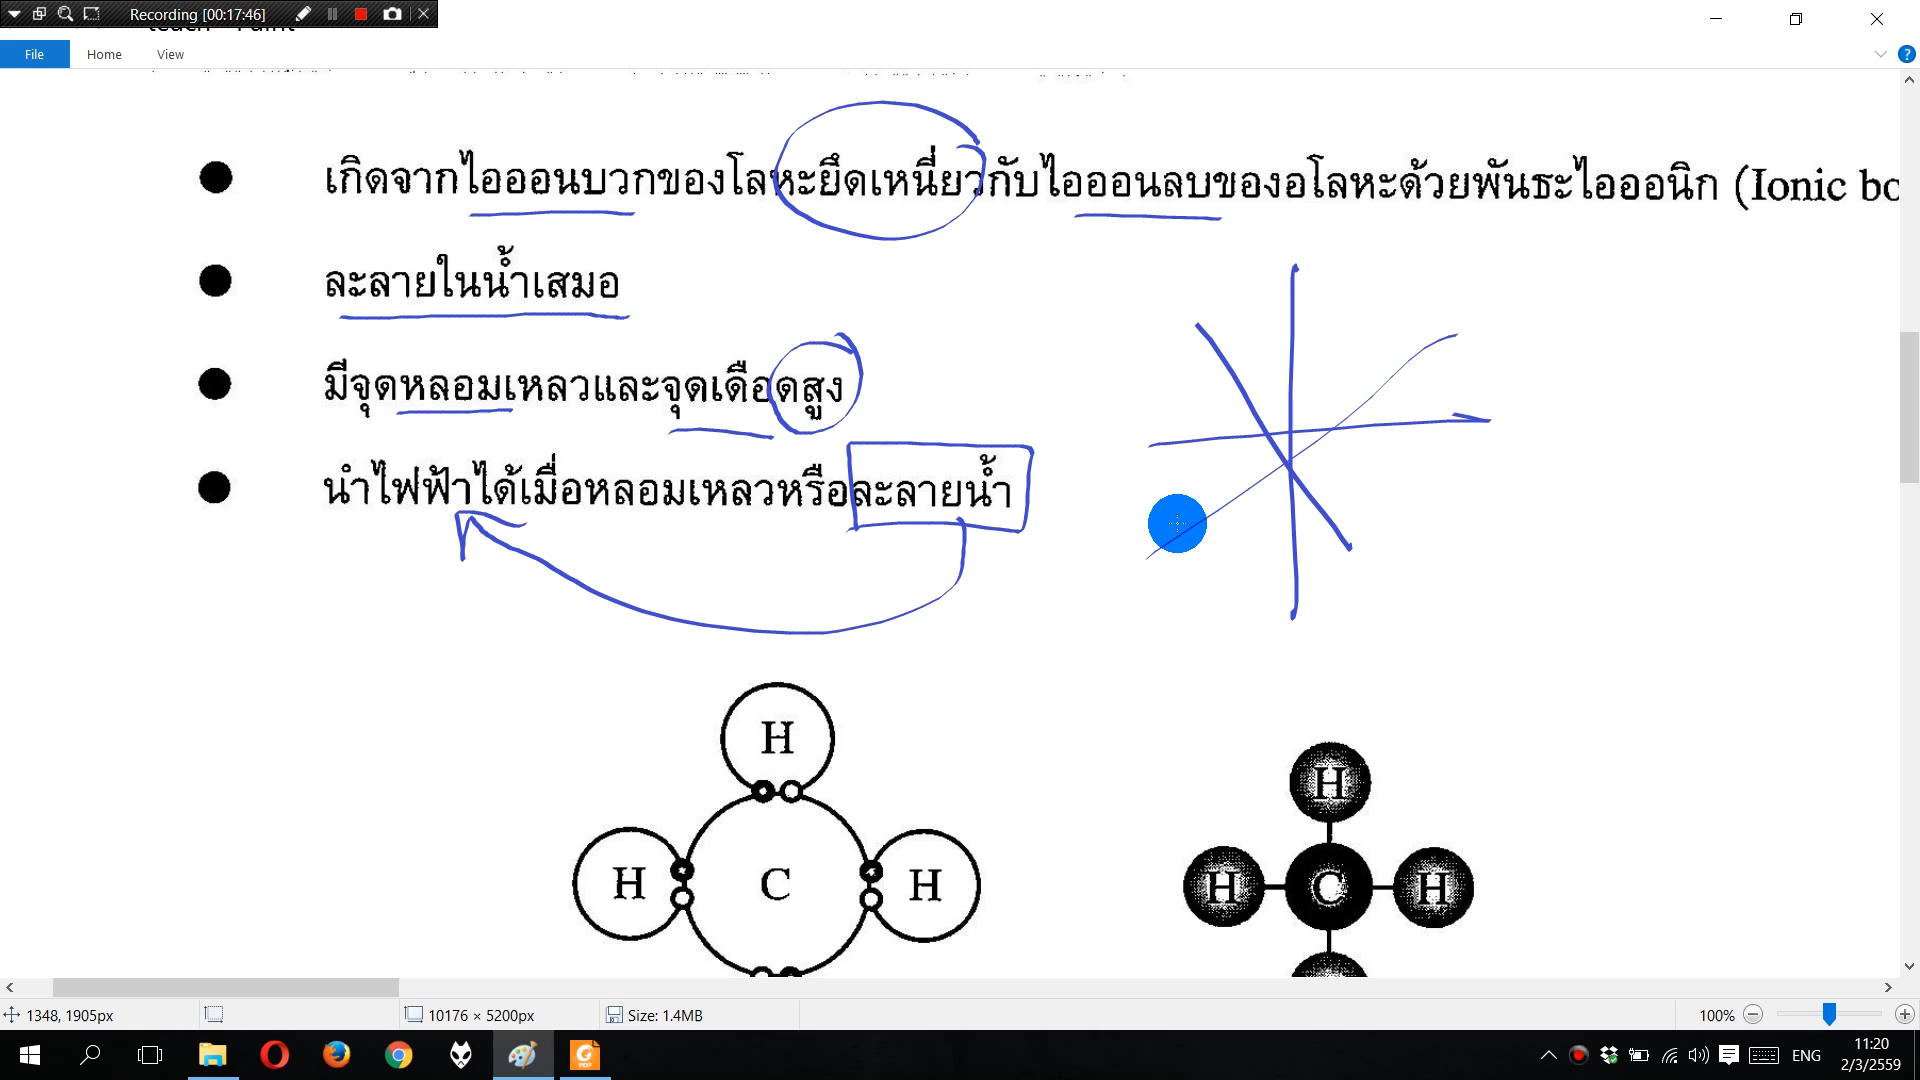 Recording [00:17:46]
File Home View
เกิดจากไอออนบวกของโลหะยึดเหนี่ยวกับไอออนลบของอโลหะด้วยพันธะไอออนิก (Ionic bo
ละลายในน้ำเสมอ
มีจุดหลอมเหลวและจุดเดือดสูง
นำไฟฟ้าได้เมื่อหลอมเหลวหรือละลายน้ำ
H
H
H C H
H C H
1348, 1905px 10176 × 5200px Size: 1.4MB 100%
ENG 11:20
2/3/2559